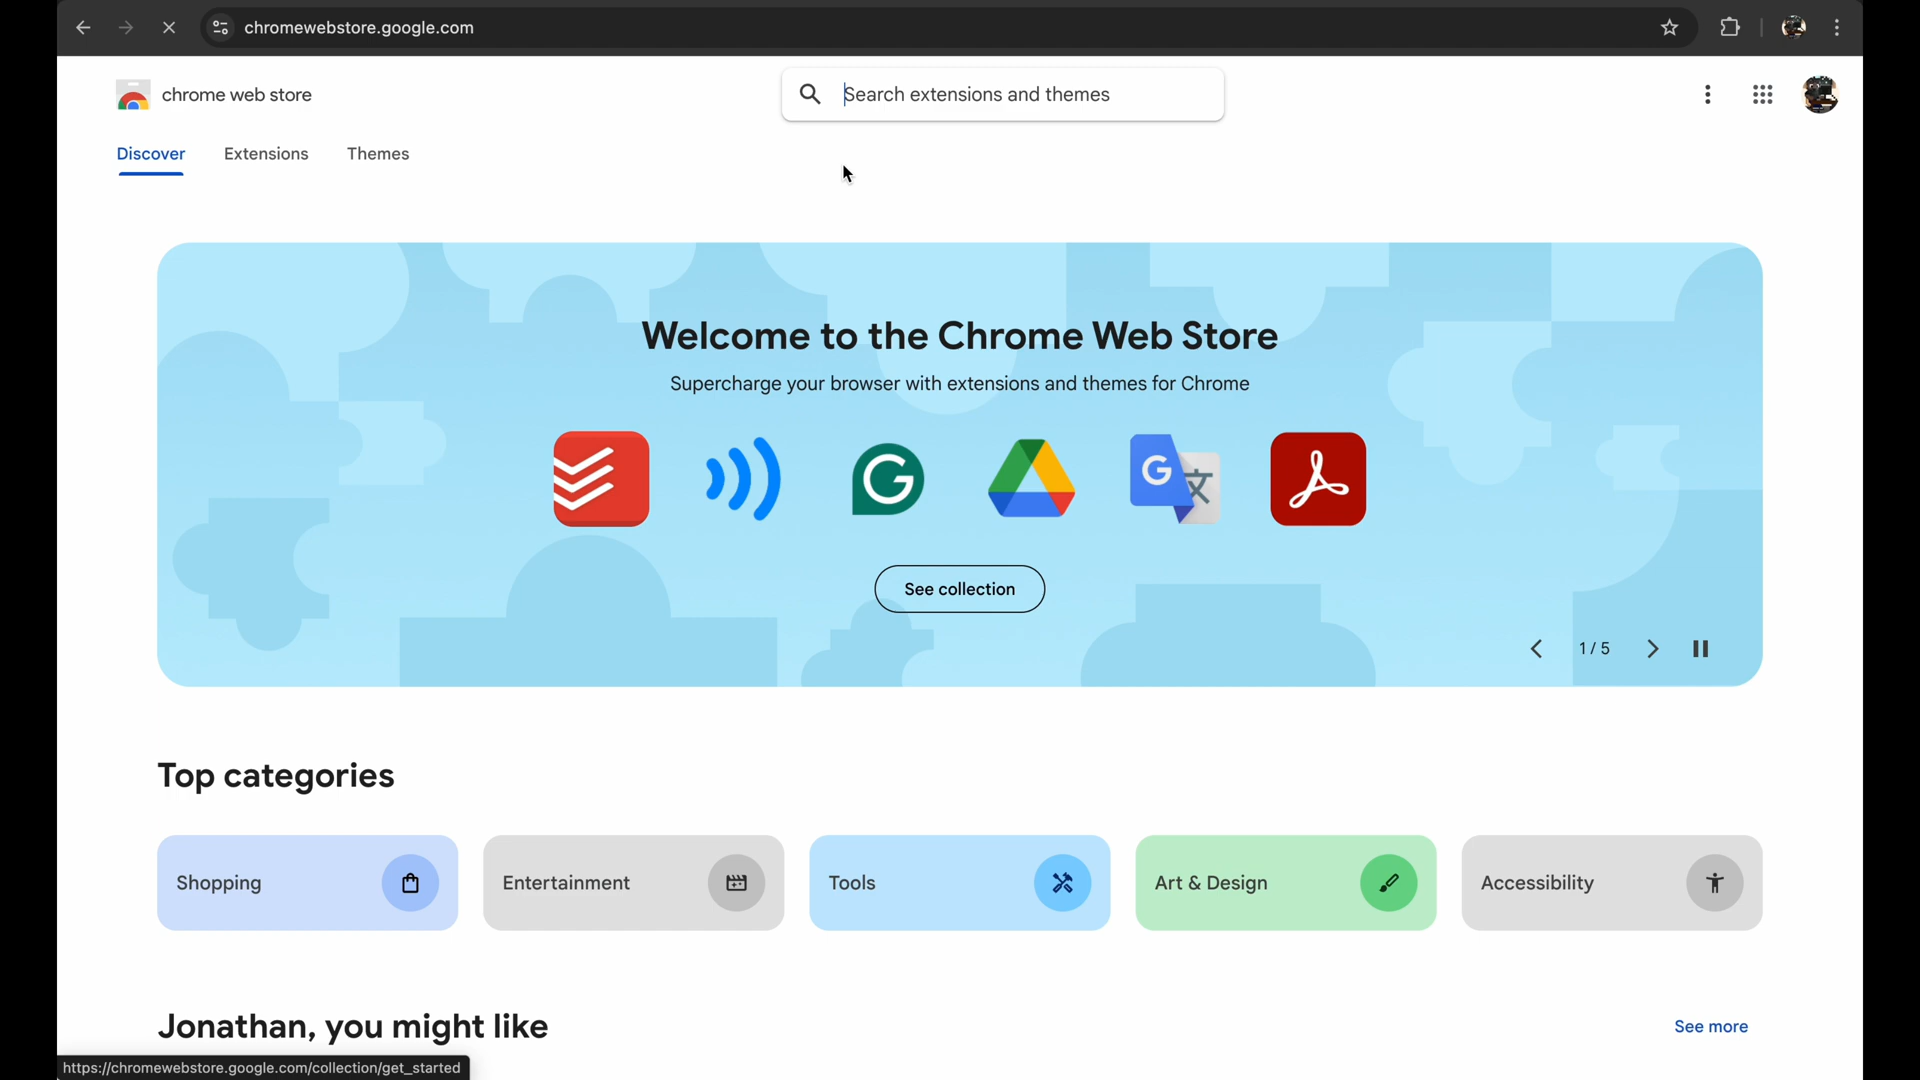 chromewebstore.google.com
chrome web store
Search extensions and themes
Discover
Extensions
Themes
Welcome to the Chrome Web Store
Supercharge your browser with extensions and themes for Chrome
G
G
文
See collection
1 / 5
Top categories
Shopping
Entertainment
Tools
Art & Design
Accessibility
Jonathan, you might like
See more
https://chromewebstore.google.com/collection/get_started